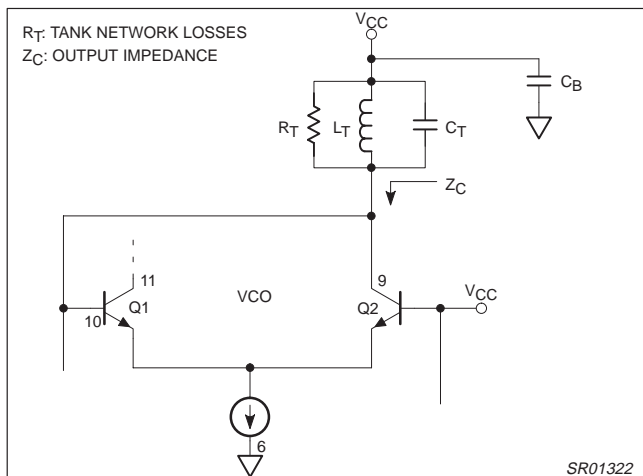 RT: TANK NETWORK LOSSES
ZC: OUTPUT IMPEDANCE
VCC
CB
RT
LT
CT
ZC
11
VCO
9
VCC
10
Q1
Q2
6
SR01322